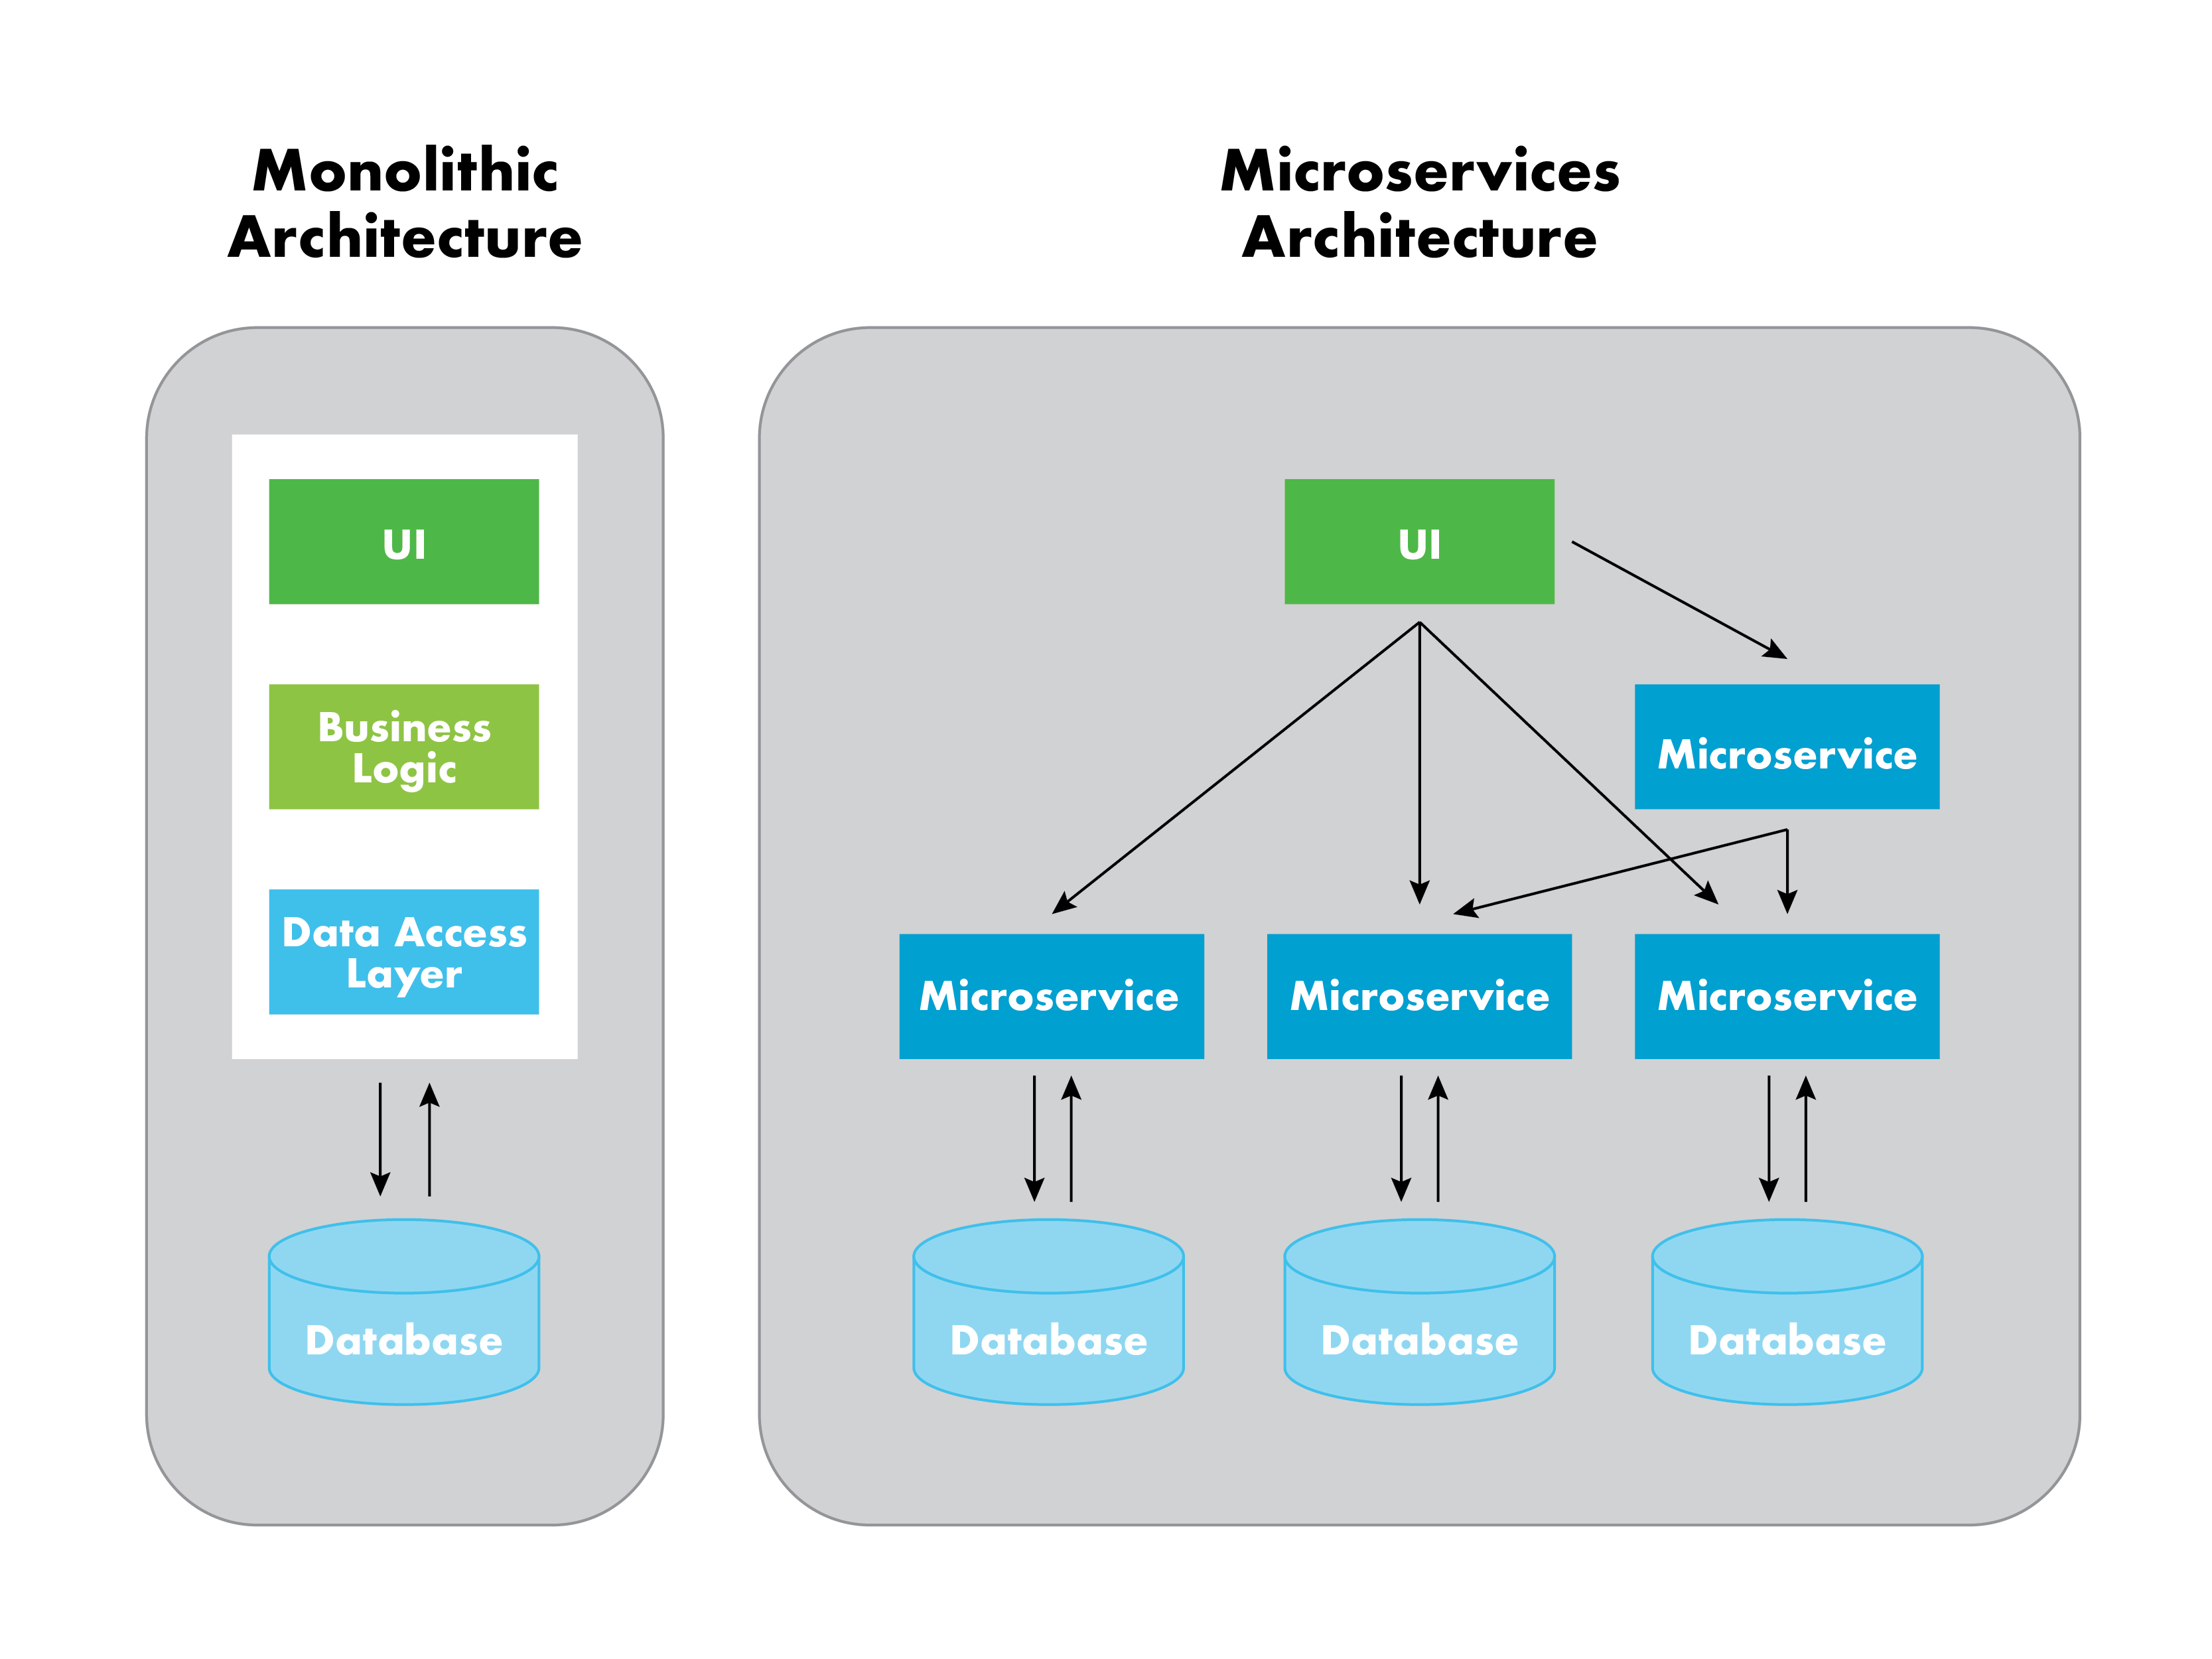 Monolithic
Architecture
UI
Business
Logic
Data Access
Layer
Database
Microservices
Architecture
UI
Microservice
Microservice
Microservice
Microservice
Database
Database
Database